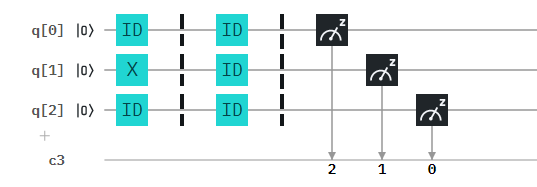 q[0] |0⟩ ID ID z
q[1] |0⟩ X ID z
q[2] |0⟩ ID ID z
+
c3
2 1 0